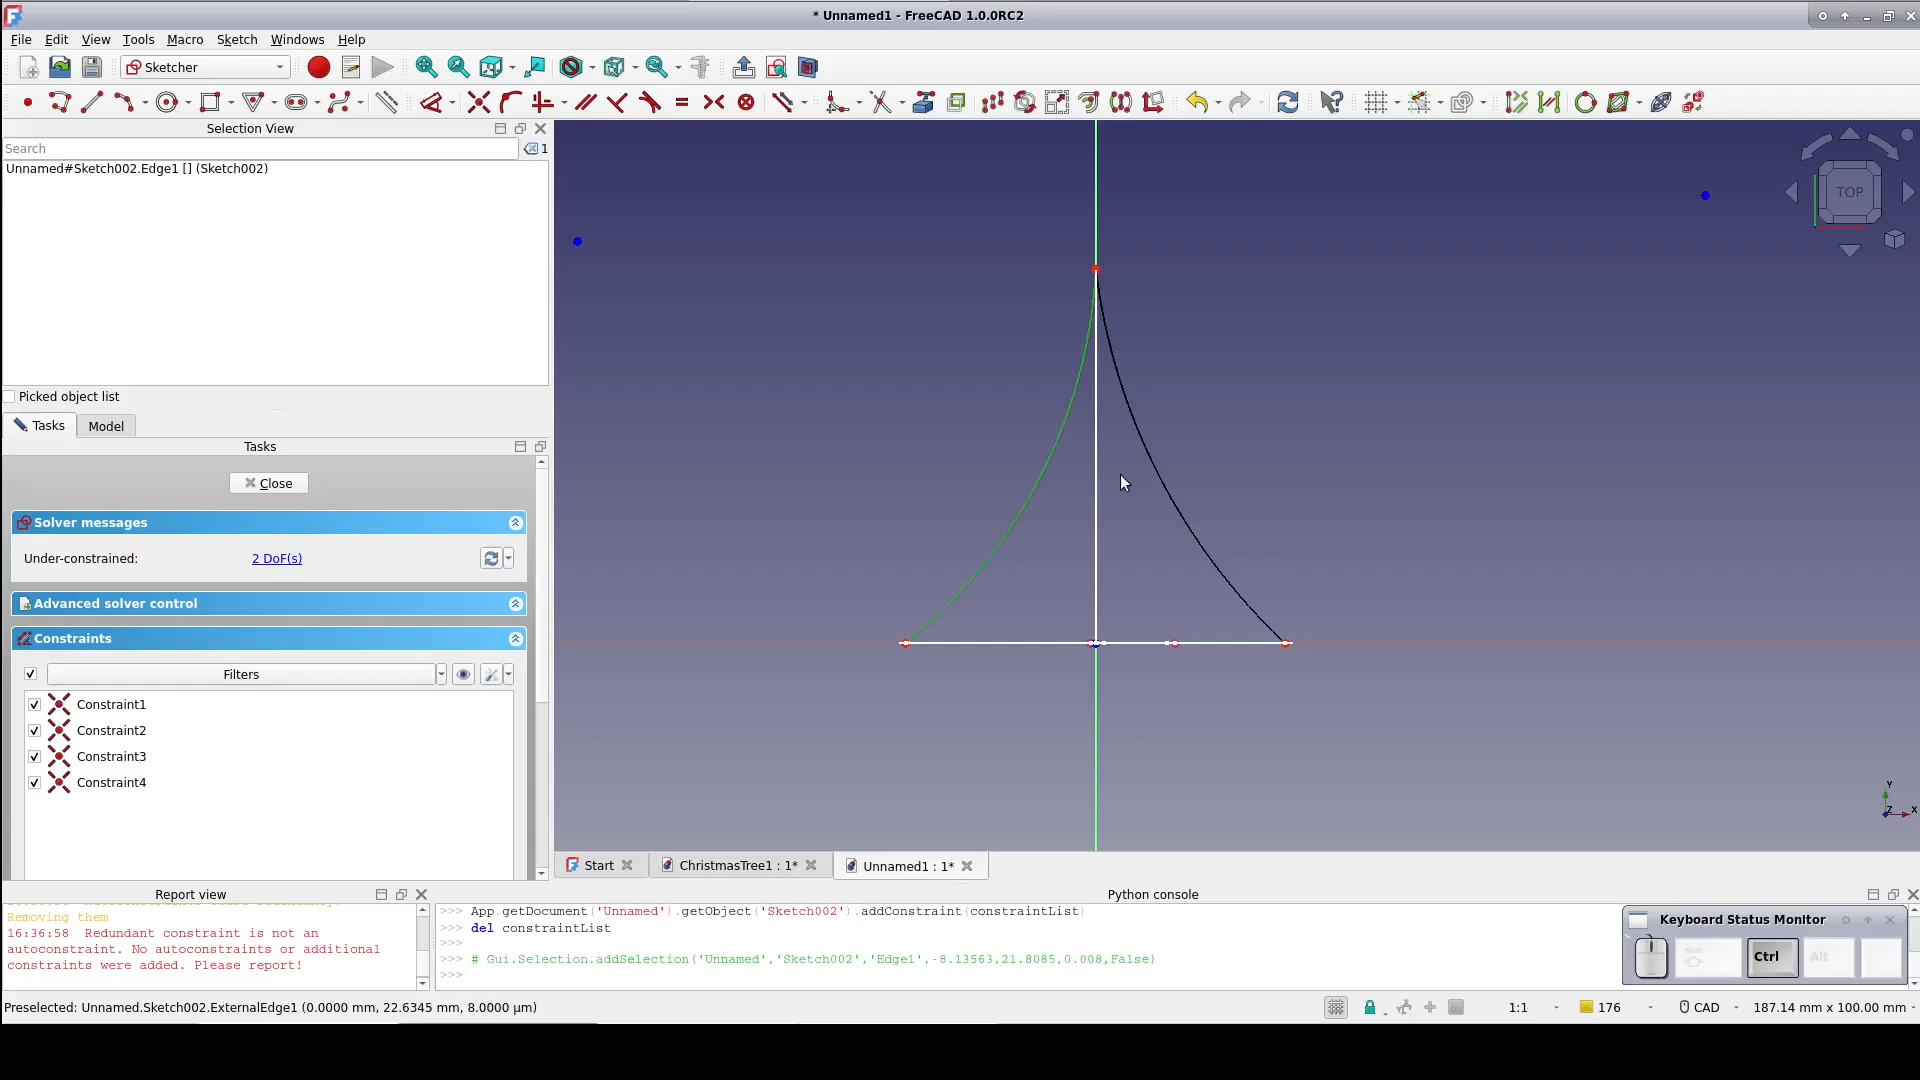 * Unnamed1 - FreeCAD 1.0.0RC2
File Edit View Tools Macro Sketch Windows Help
Sketcher
Selection View
Search
1
Unnamed#Sketch002.Edge1 [] (Sketch002)
TOP
Picked object list
Tasks
Model
Tasks
Close
Solver messages
Under-constrained: 2 DoF(s)
Advanced solver control
Constraints
Filters
Constraint1
Constraint2
Constraint3
Constraint4
Y
Z
X
Start
ChristmasTree1 : 1*
Unnamed1 : 1*
Report view
Removing them
16:36:58 Redundant constraint is not an
autoconstraint. No autoconstraints or additional
constraints were added. Please report!
Python console
>>> App.getDocument('Unnamed').getObject('Sketch002').addConstraint(constraintList)
>>> del constraintList
>>>
>>> # Gui.Selection.addSelection('Unnamed','Sketch002','Edge1',-8.13563,21.8085,0.008,False)
>>>
Keyboard Status Monitor
Shift
Ctrl
Alt
Preselected: Unnamed.Sketch002.ExternalEdge1 (0.0000 mm, 22.6345 mm, 8.0000 µm)
1:1
176
CAD
187.14 mm x 100.00 mm